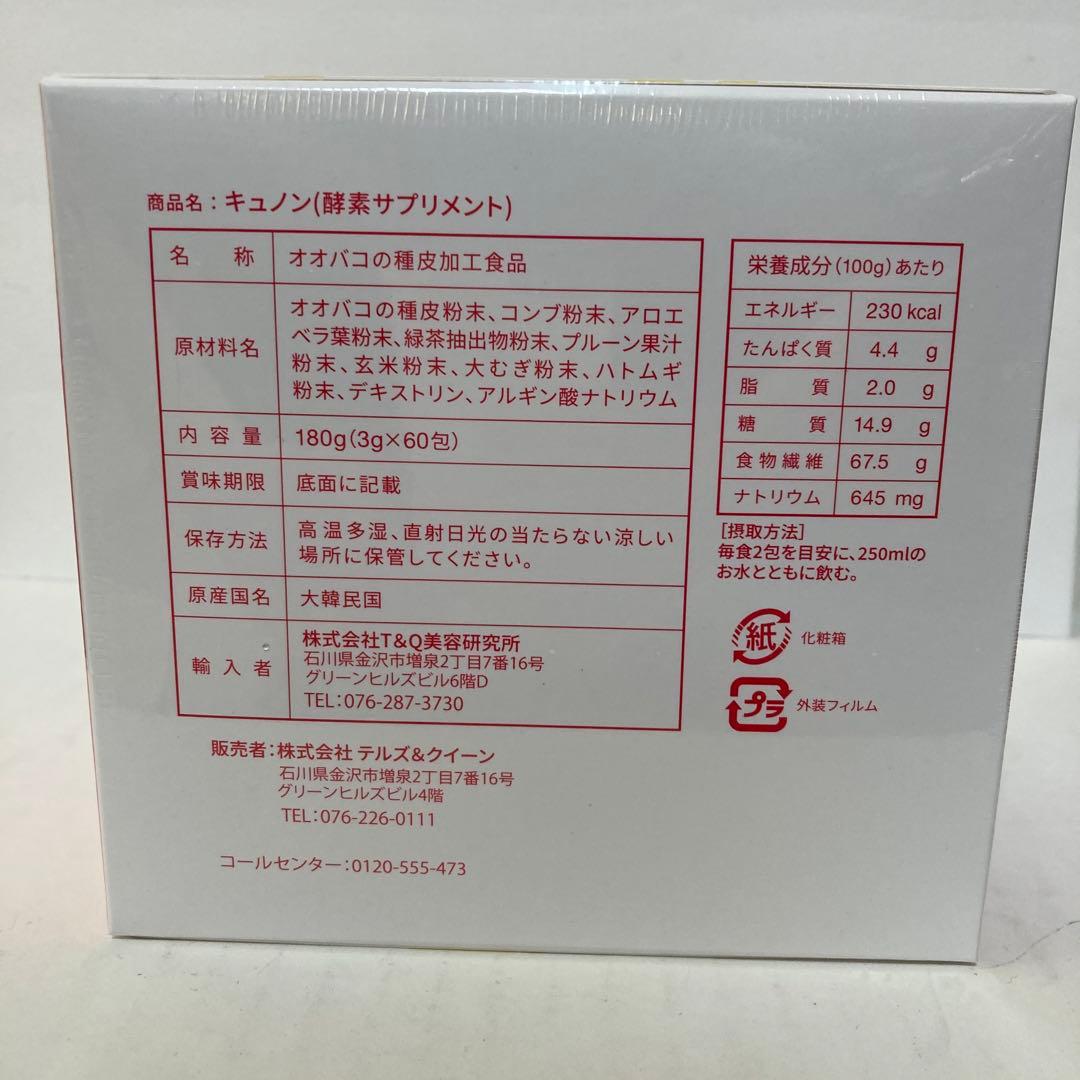 商品名：キュノン(酵素サプリメント)
名称 オオバコの種皮加工食品
原材料名 オオバコの種皮粉末、コンブ粉末、アロエ
ベラ葉粉末、緑茶抽出物粉末、プルーン果汁
粉末、玄米粉末、大むぎ粉末、ハトムギ
粉末、デキストリン、アルギン酸ナトリウム
内容量 180g(3g×60包)
賞味期限 底面に記載
保存方法 高温多湿、直射日光の当たらない涼しい
場所に保管してください。
原産国名 大韓民国
輸入者 株式会社T&Q美容研究所
石川県金沢市増泉2丁目7番16号
グリーンヒルズビル6階D
TEL:076-287-3730
販売者：株式会社 テルズ&クイーン
石川県金沢市増泉2丁目7番16号
グリーンヒルズビル4階
TEL:076-226-0111
コールセンター:0120-555-473
栄養成分(100g)あたり
エネルギー 230 kcal
たんぱく質 4.4 g
脂質 2.0 g
糖質 14.9 g
食物繊維 67.5 g
ナトリウム 645 mg
[摂取方法]
毎食2包を目安に、250mlの
お水とともに飲む。
紙 化粧箱
プラ 外装フィルム